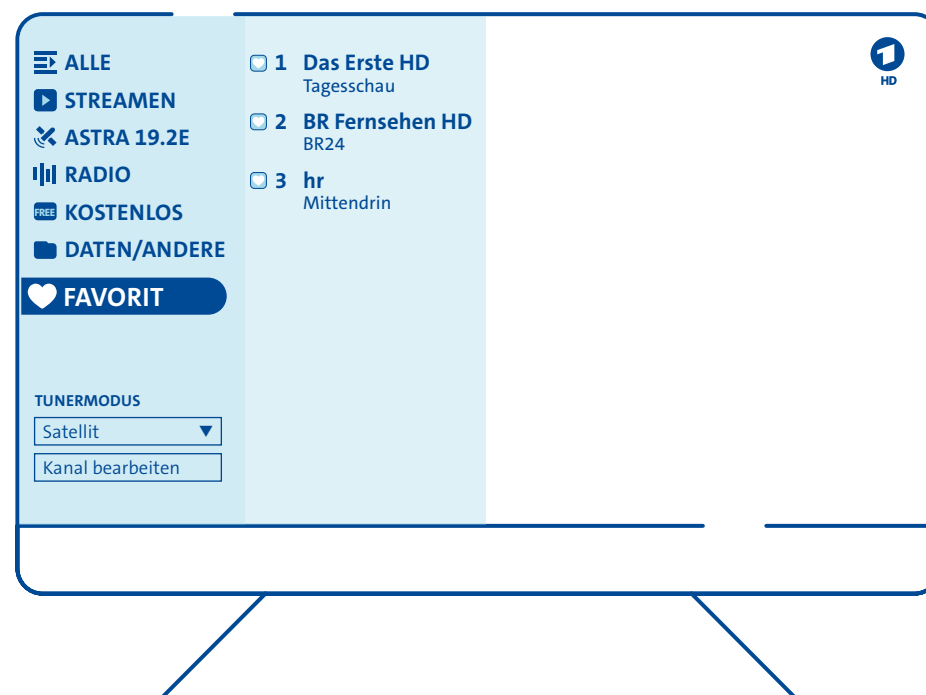 ALLE
STREAMEN
ASTRA 19.2E
RADIO
FREE KOSTENLOS
DATEN/ANDERE
FAVORIT
TUNERMODUS
Satellit
Kanal bearbeiten
1 Das Erste HD
Tagesschau
2 BR Fernsehen HD
BR24
3 hr
Mittendrin
1
HD